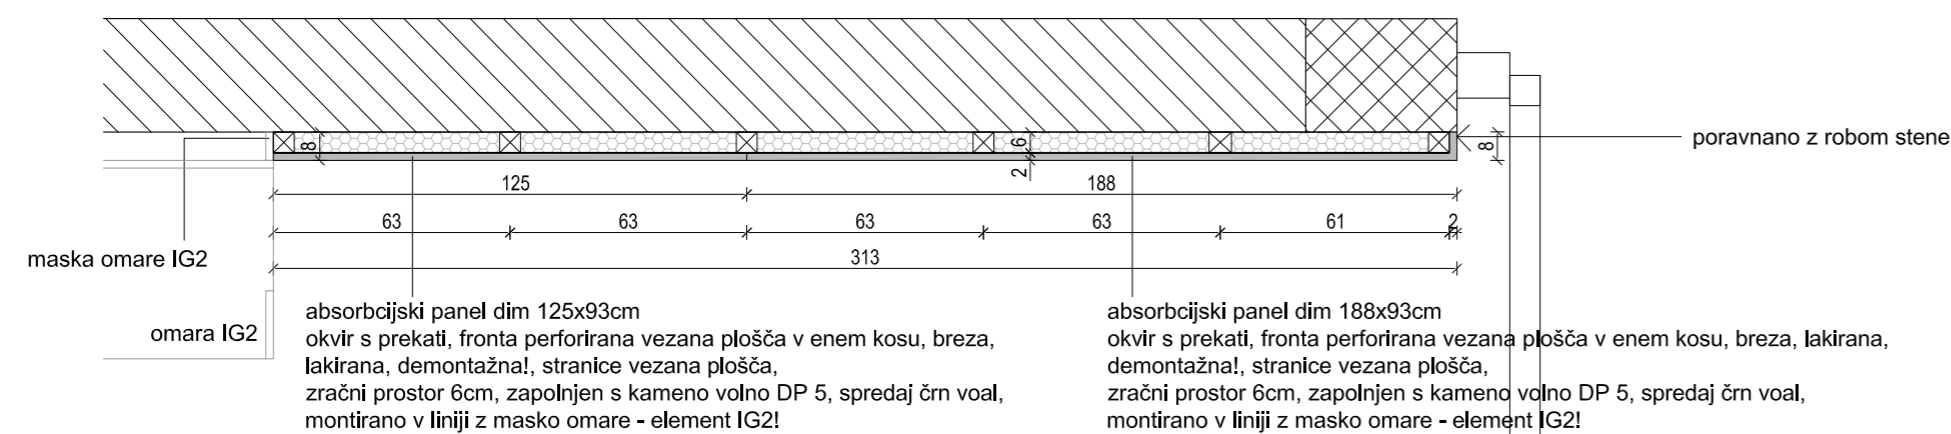 8
6
2
8
poravnano z robom stene
125
188
63
63
63
63
61
2
313
maska omare IG2
omara IG2
absorbcijski panel dim 125x93cm
okvir s prekati, fronta perforirana vezana plošča v enem kosu, breza,
lakirana, demontažna!, stranice vezana plošča,
zračni prostor 6cm, zapolnjen s kameno volno DP 5, spredaj črn voal,
montirano v liniji z masko omare - element IG2!
absorbcijski panel dim 188x93cm
okvir s prekati, fronta perforirana vezana plošča v enem kosu, breza, lakirana,
demontažna!, stranice vezana plošča,
zračni prostor 6cm, zapolnjen s kameno volno DP 5, spredaj črn voal,
montirano v liniji z masko omare - element IG2!